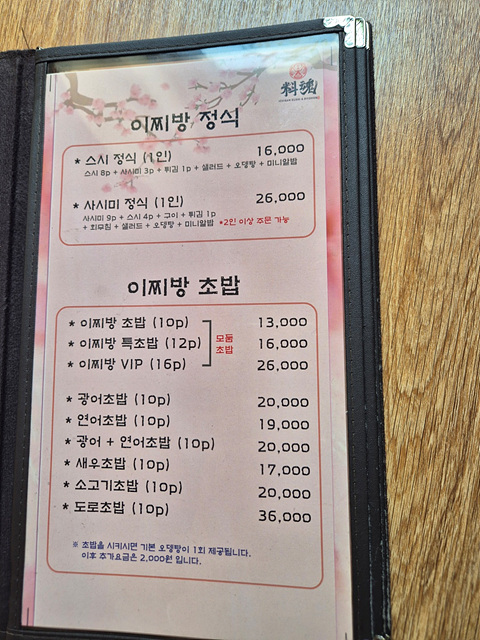 料魂
이찌방 정식
* 스시 정식 (1인) 16,000
스시 8p + 사시미 3p + 튀김 1p + 샐러드 + 오뎅탕 + 미니알밥
* 사시미 정식 (1인) 26,000
사시미 9p + 스시 4p + 구이 + 튀김 1p
+ 회무침 + 샐러드 + 오뎅탕 + 미니알밥 *2인 이상 주문 가능
이찌방 초밥
* 이찌방 초밥 (10p) 13,000
* 이찌방 특초밥 (12p) 16,000
* 이찌방 VIP (16p) 26,000
모듬
초밥
* 광어초밥 (10p) 20,000
* 연어초밥 (10p) 19,000
* 광어 + 연어초밥 (10p) 20,000
* 새우초밥 (10p) 17,000
* 소고기초밥 (10p) 20,000
* 도로초밥 (10p) 36,000
※ 초밥을 시키시면 기본 오뎅탕이 1회 제공됩니다.
이후 추가요금은 2,000원 입니다.